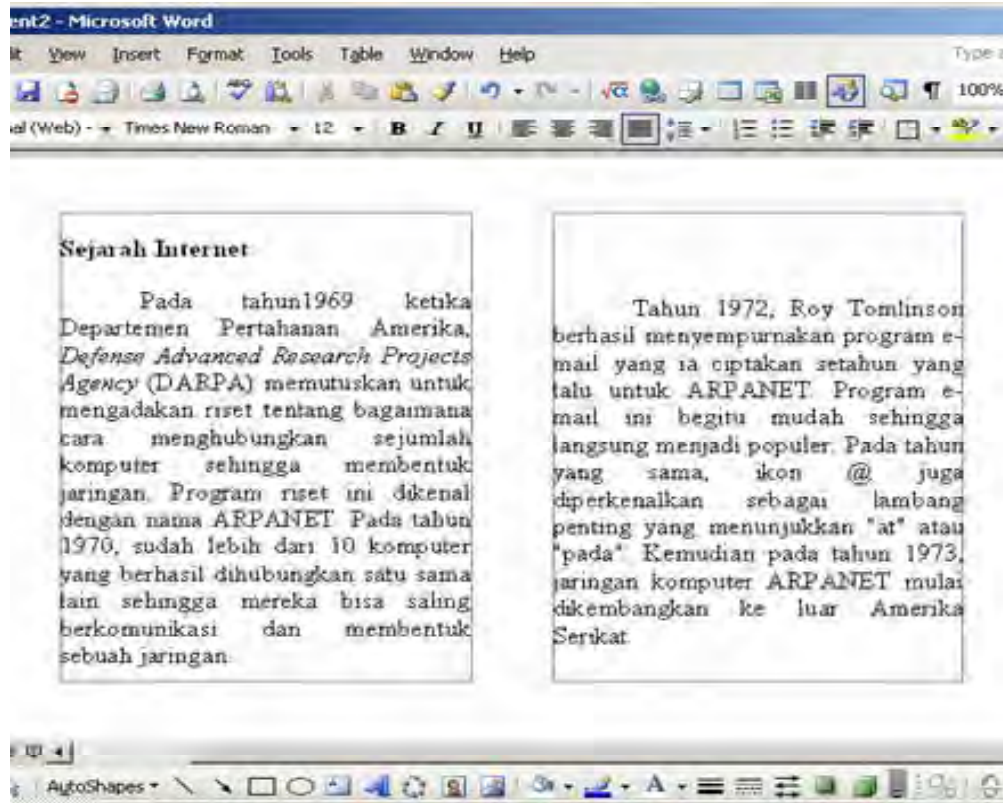 ent2 - Microsoft Word
it View Insert Format Tools Table Window Help Type a
100%
al (Web) - Times New Roman 12 B I U
Sejarah Internet
Pada tahun1969 ketika
Departemen Pertahanan Amerika,
Defense Advanced Research Projects
Agency (DARPA) memutuskan untuk
mengadakan riset tentang bagaimana
cara menghubungkan sejumlah
komputer sehingga membentuk
jaringan. Program riset ini dikenal
dengan nama ARPANET. Pada tahun
1970, sudah lebih dari 10 komputer
yang berhasil dihubungkan satu sama
lain sehingga mereka bisa saling
berkomunikasi dan membentuk
sebuah jaringan.
Tahun 1972, Roy Tomlinson
berhasil menyempurnakan program e-
mail yang ia ciptakan setahun yang
lalu untuk ARPANET. Program e-
mail ini begitu mudah sehingga
langsung menjadi populer. Pada tahun
yang sama, ikon @ juga
diperkenalkan sebagai lambang
penting yang menunjukkan "at" atau
"pada". Kemudian pada tahun 1973,
jaringan komputer ARPANET mulai
dikembangkan ke luar Amerika
Serikat.
AutoShapes